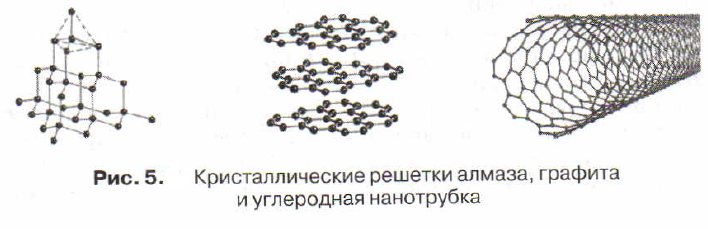 Рис. 5. Кристаллические решетки алмаза, графита
и углеродная нанотрубка